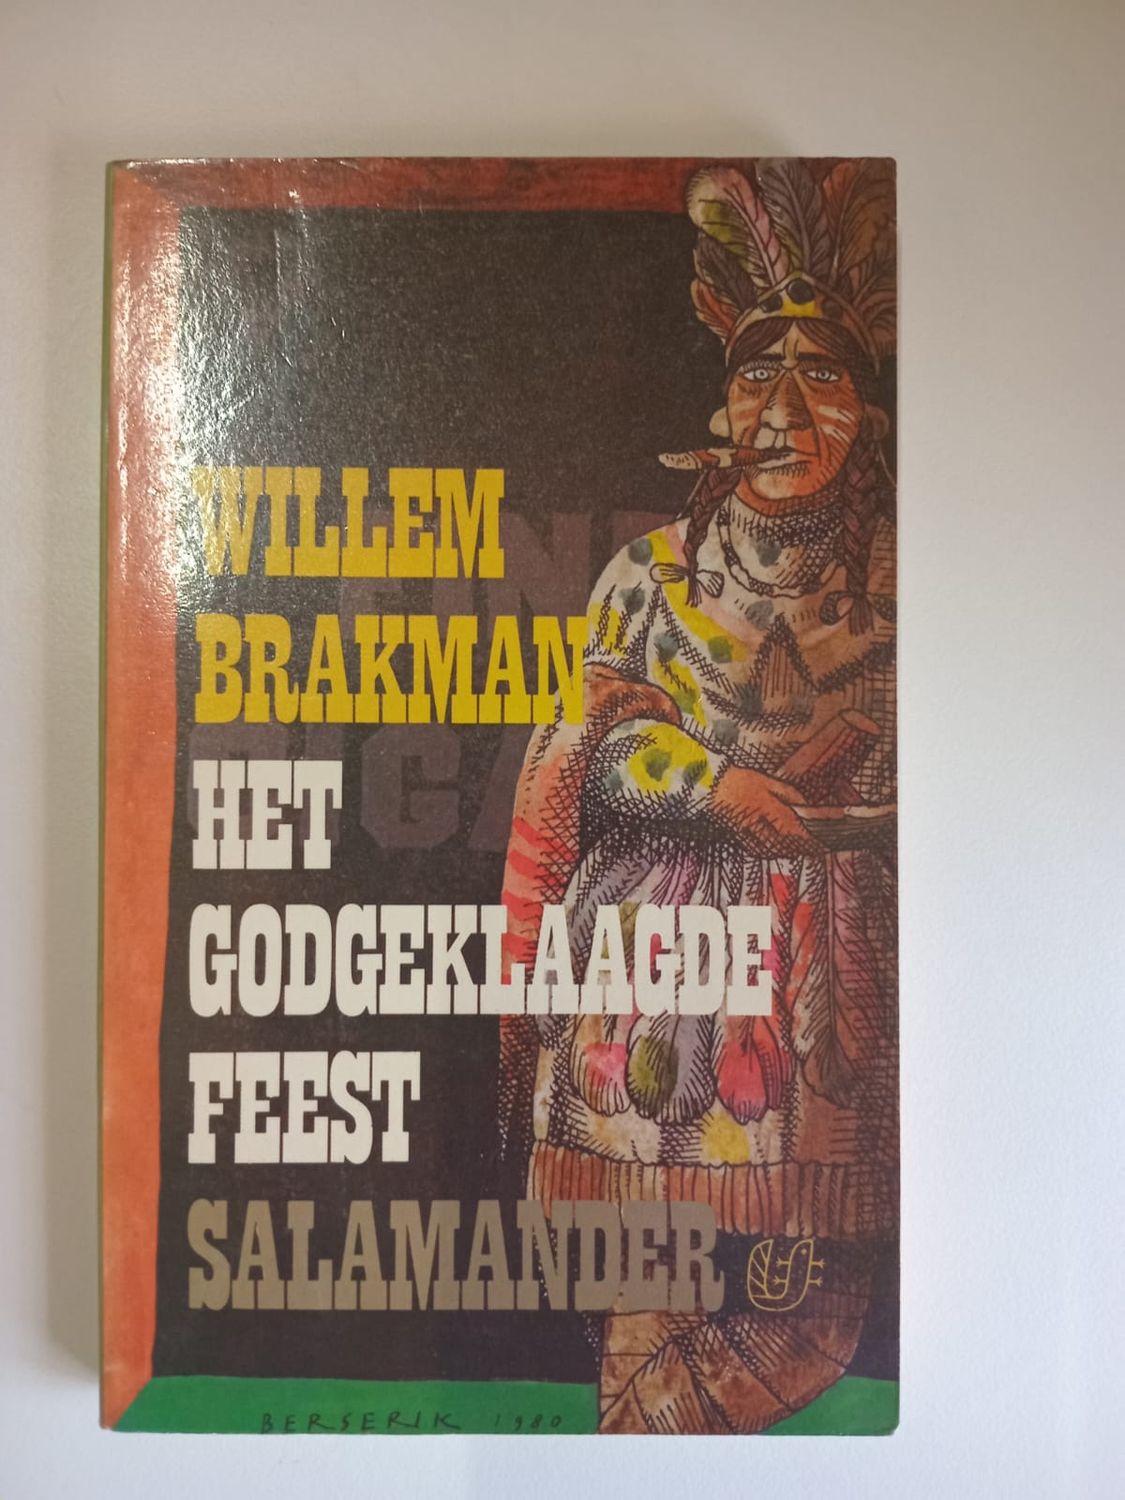 WILLEM
BRAKMAN
HET
GODGEKLAAGDE
FEEST
SALAMANDER
BERSERIK 1980